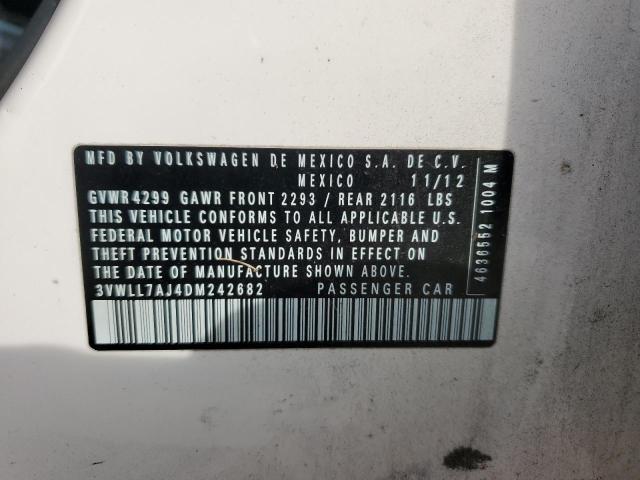 MFD BY VOLKSWAGEN DE MEXICO S.A. DE C.V.
MEXICO 11/12
GVWR 4299 GAWR FRONT 2293 / REAR 2116 LBS
THIS VEHICLE CONFORMS TO ALL APPLICABLE U.S.
FEDERAL MOTOR VEHICLE SAFETY, BUMPER AND
THEFT PREVENTION STANDARDS IN EFFECT ON
THE DATE OF MANUFACTURE SHOWN ABOVE.
3VWLL7AJ4DM242682 PASSENGER CAR
4636552 1004 M